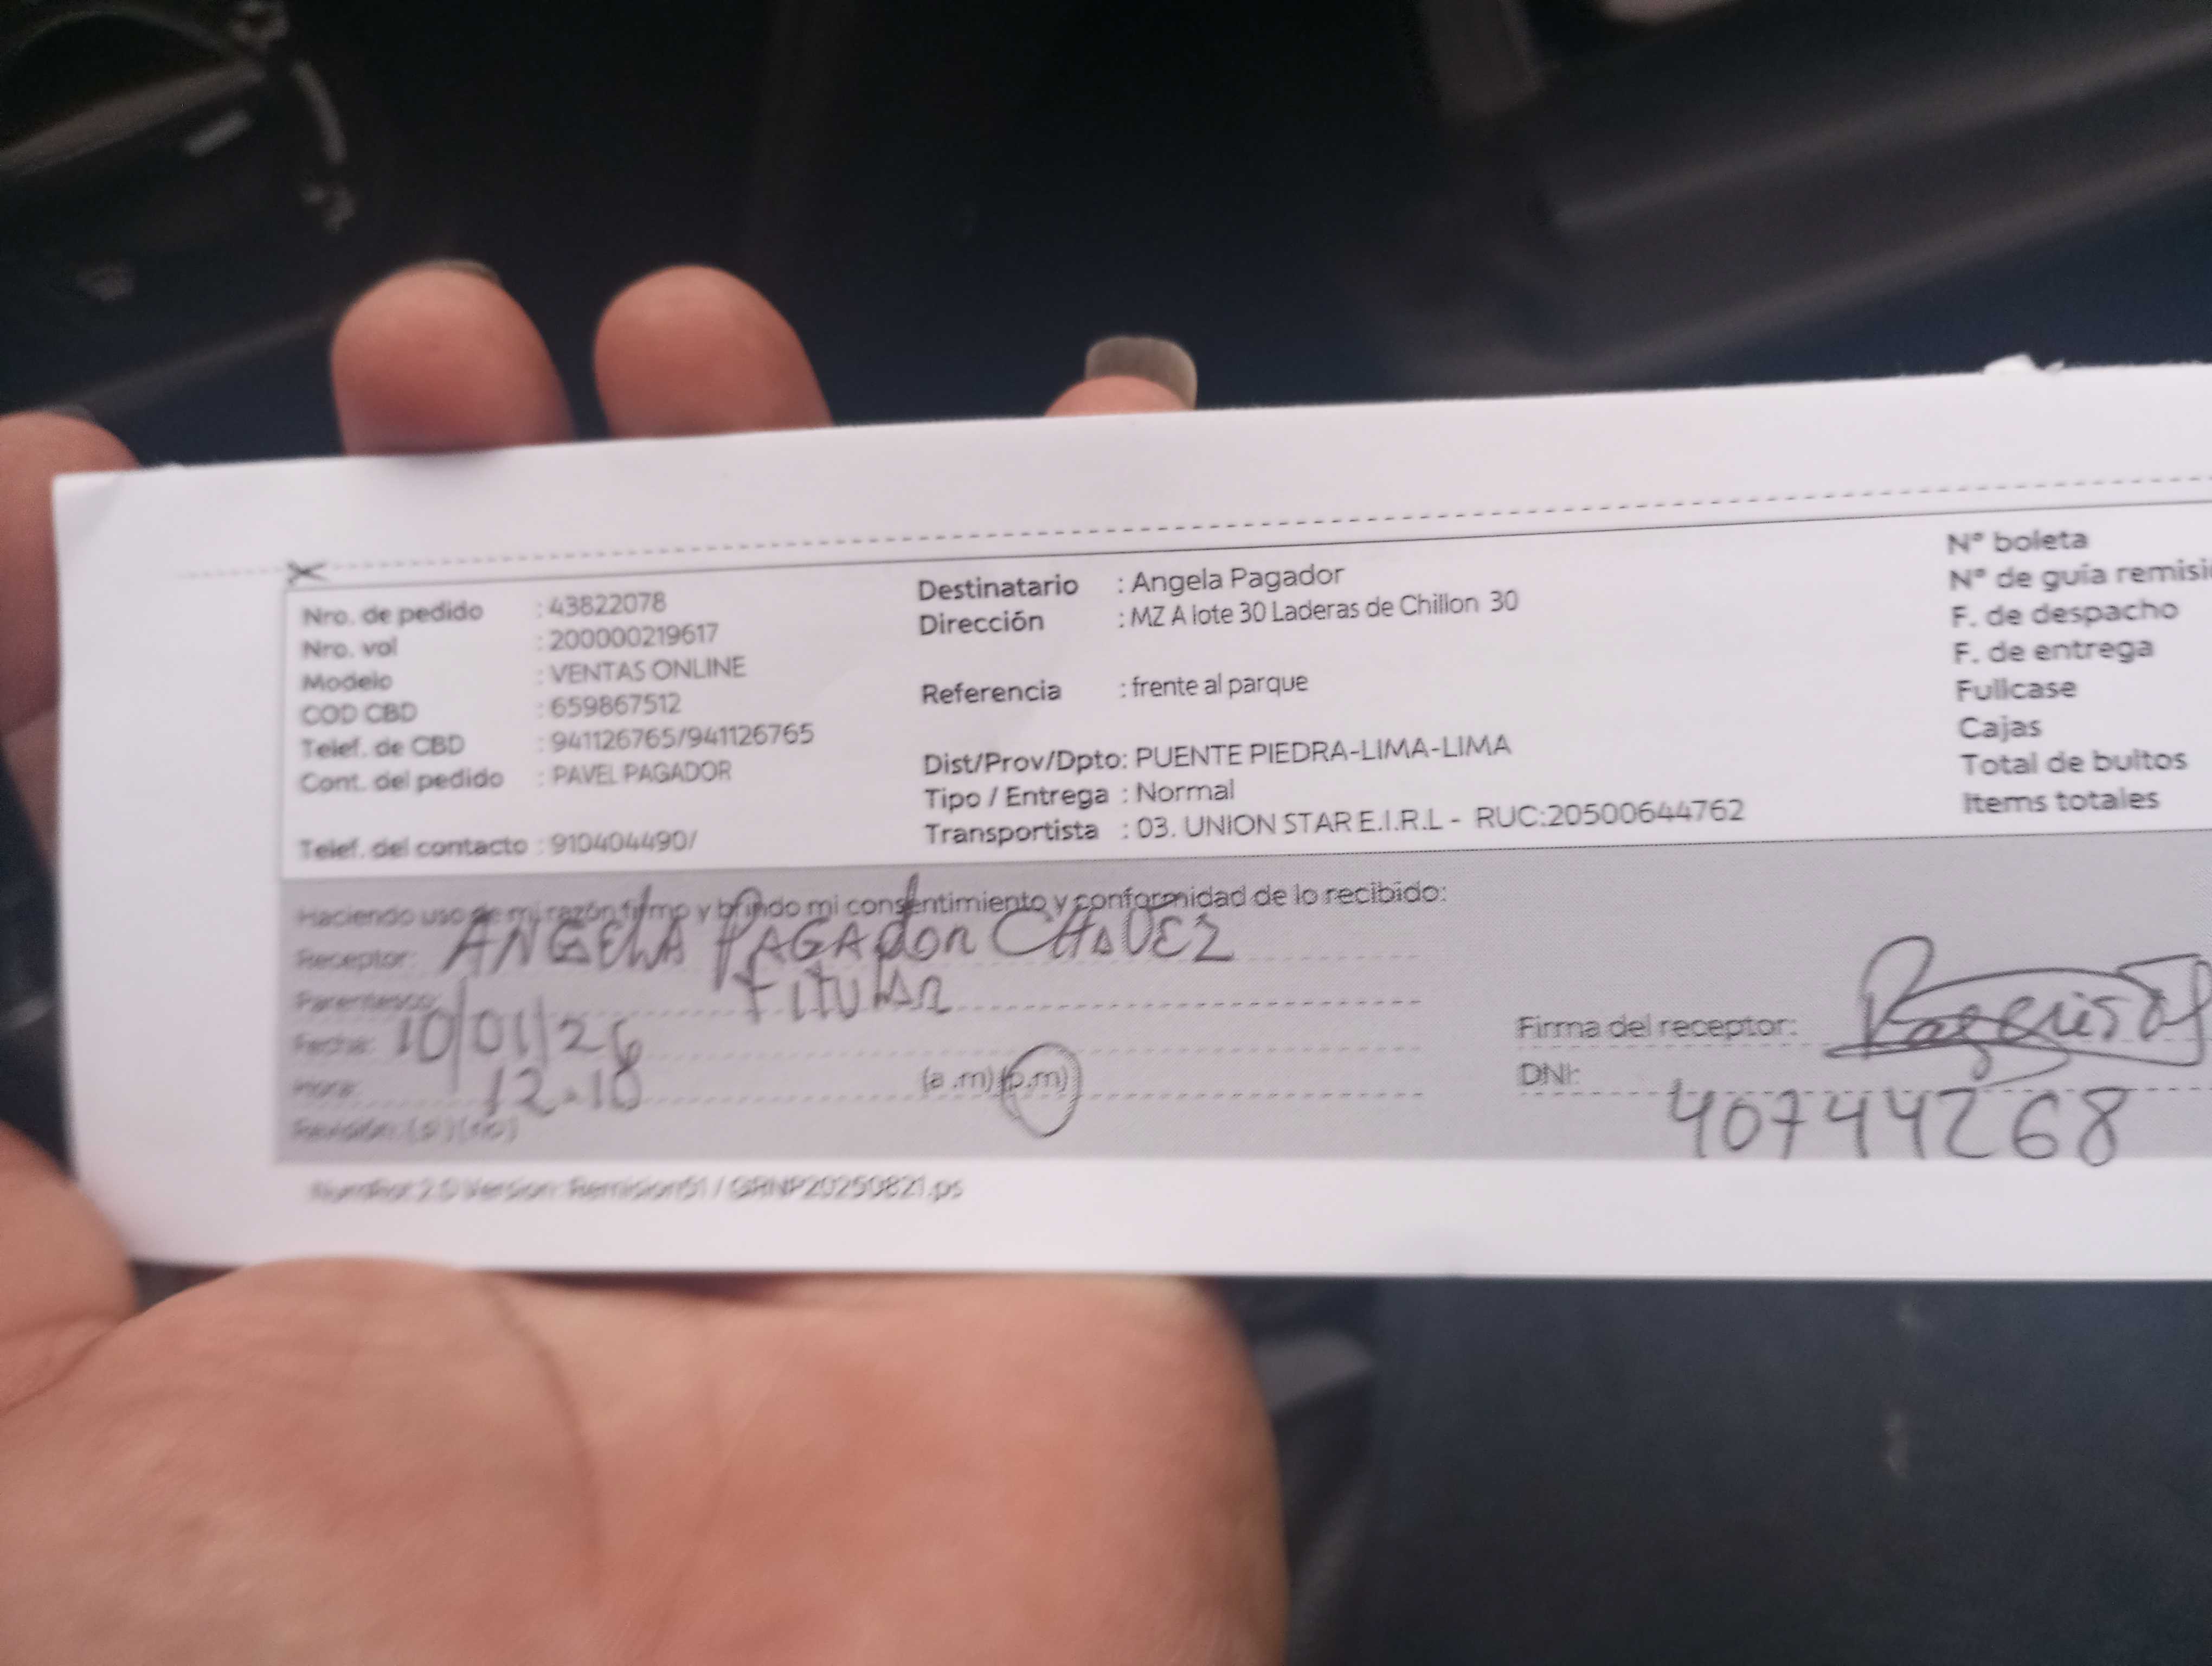 Nro. de pedido : 43822078
Nro. vol : 200000219617
Modelo : VENTAS ONLINE
COD CBD : 659867512
Telef. de CBD : 941126765/941126765
Cont. del pedido : PAVEL PAGADOR
Telef. del contacto : 910404490/
Destinatario : Angela Pagador
Dirección : MZ A lote 30 Laderas de Chillon 30
Referencia : frente al parque
Dist/Prov/Dpto: PUENTE PIEDRA-LIMA-LIMA
Tipo / Entrega : Normal
Transportista : 03. UNION STAR E.I.R.L - RUC:20500644762
N° boleta
N° de guía remisi
F. de despacho
F. de entrega
Fullcase
Cajas
Total de bultos
Items totales
Haciendo uso de mi razón firmo y brindo mi consentimiento y conformidad de lo recibido:
Receptor: ANGELA PAGADOR CHAVEZ
Parentesco: TITULAR
Fecha: 10/01/26
Hora: 12.10 (a.m) (p.m)
Revisión: (si) (no)
Firma del receptor:
DNI: 40744268
Version: Remision51 / GRNP20250821.ps